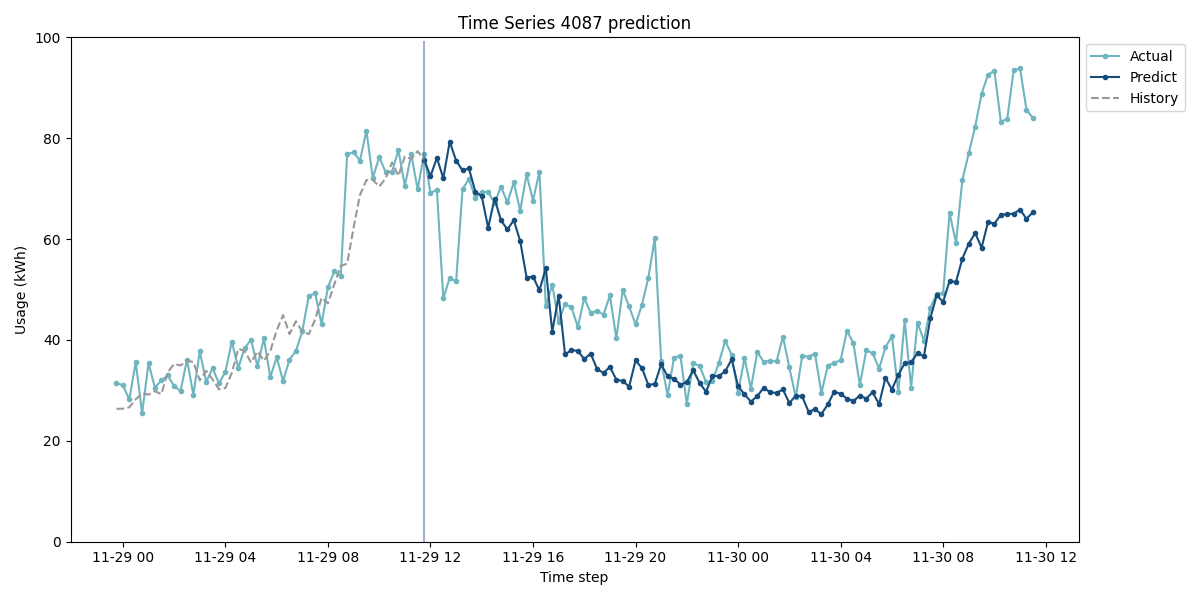 Time Series 4087 prediction
Usage (kWh)
100
80
60
40
20
0
11-29 00
11-29 04
11-29 08
11-29 12
11-29 16
11-29 20
11-30 00
11-30 04
11-30 08
11-30 12
Time step
Actual
Predict
History